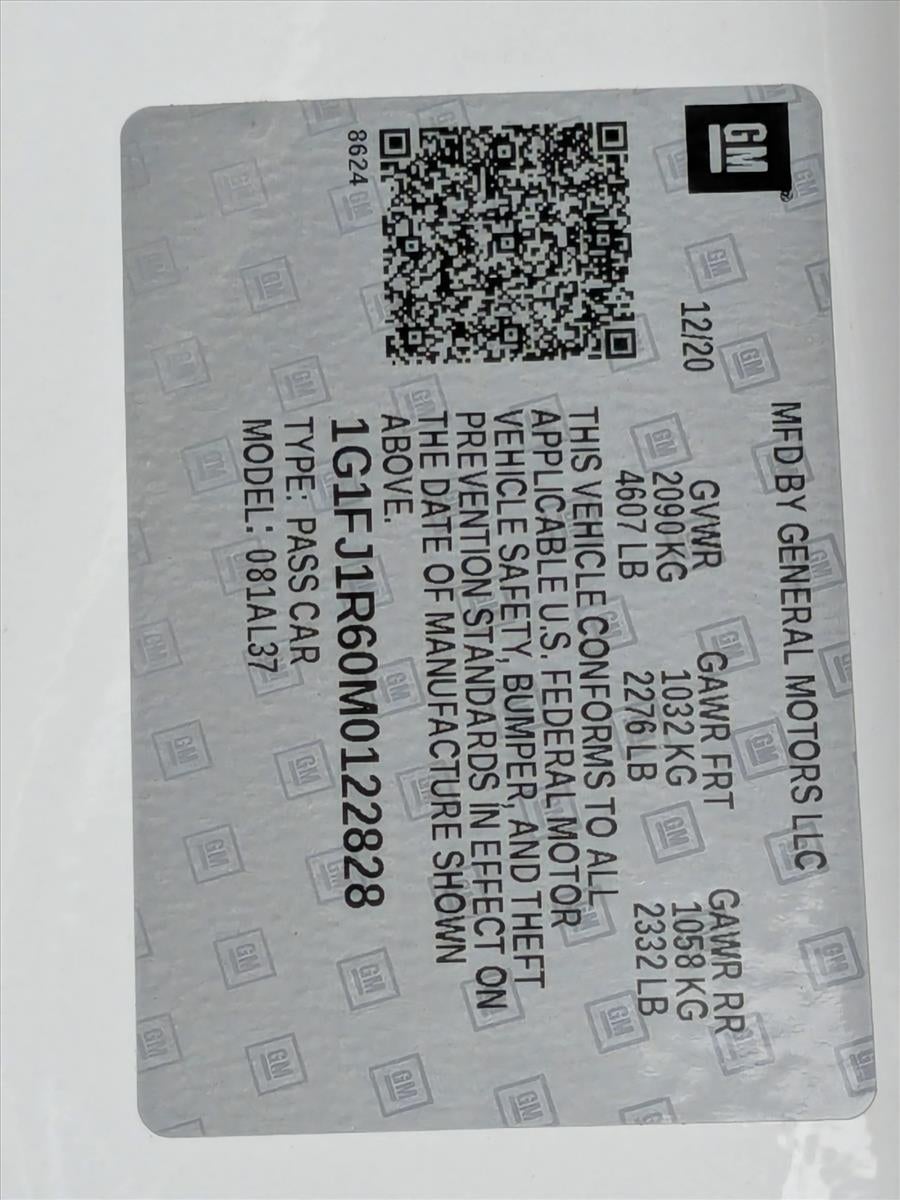 GM
®
MFD BY GENERAL MOTORS LLC
12/20
GVWR GAWR FRT GAWR RR
2090 KG 1032 KG 1058 KG
4607 LB 2276 LB 2332 LB
THIS VEHICLE CONFORMS TO ALL
APPLICABLE U.S. FEDERAL MOTOR
VEHICLE SAFETY, BUMPER, AND THEFT
PREVENTION STANDARDS IN EFFECT ON
THE DATE OF MANUFACTURE SHOWN
ABOVE.
8624
1G1FJ1R60M0122828
TYPE: PASS CAR
MODEL: 081AL37